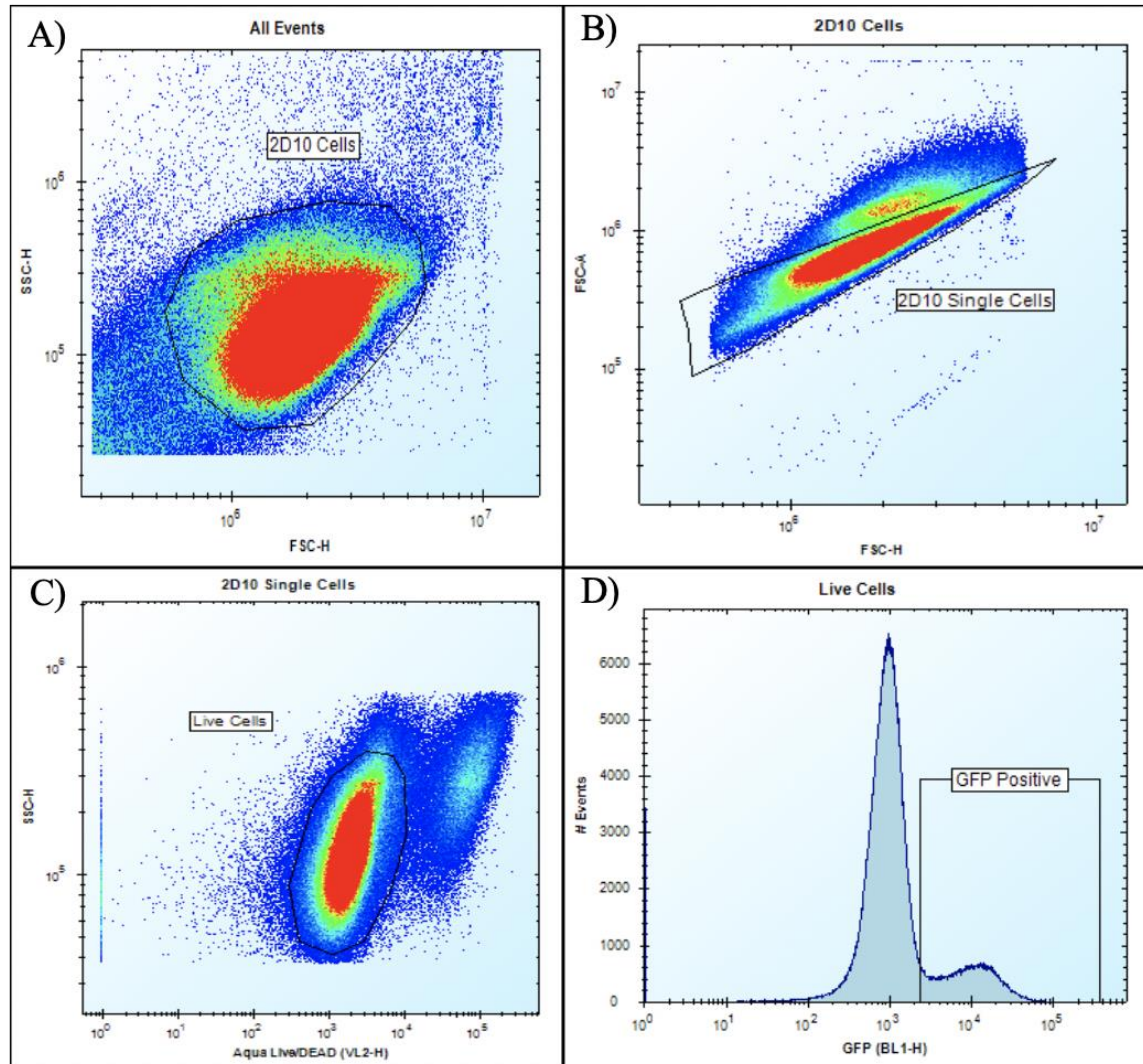 A)
All Events
2D10 Cells
SSC-H
10^6
10^5
10^6
10^7
FSC-H
B)
2D10 Cells
10^7
10^6
10^5
FSC-A
2D10 Single Cells
10^6
10^7
FSC-H
C)
2D10 Single Cells
Live Cells
SSC-H
10^6
10^5
10^0
10^1
10^2
10^3
10^4
10^5
Aqua Live/DEAD (VL2-H)
D)
Live Cells
GFP Positive
# Events
6000
5000
4000
3000
2000
1000
0
10^0
10^1
10^2
10^3
10^4
10^5
GFP (BL1-H)